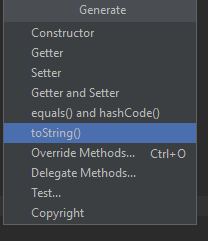 Generate
Constructor
Getter
Setter
Getter and Setter
equals() and hashCode()
toString()
Override Methods... Ctrl+O
Delegate Methods...
Test...
Copyright